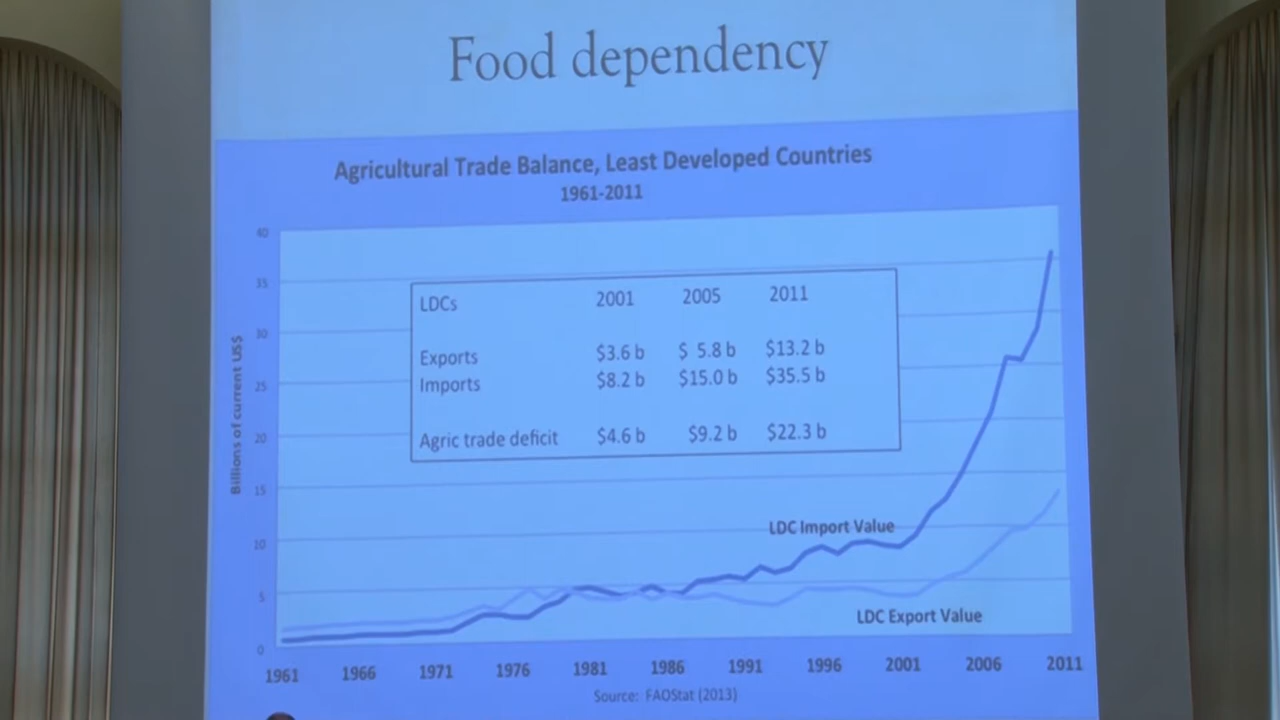 Food dependency
Agricultural Trade Balance, Least Developed Countries
1961-2011
Billions of current US$
40
35
30
25
20
15
10
5
0
LDCs 2001 2005 2011
Exports $3.6 b $ 5.8 b $13.2 b
Imports $8.2 b $15.0 b $35.5 b
Agric trade deficit $4.6 b $9.2 b $22.3 b
LDC Import Value
LDC Export Value
1961 1966 1971 1976 1981 1986 1991 1996 2001 2006 2011
Source: FAOStat (2013)